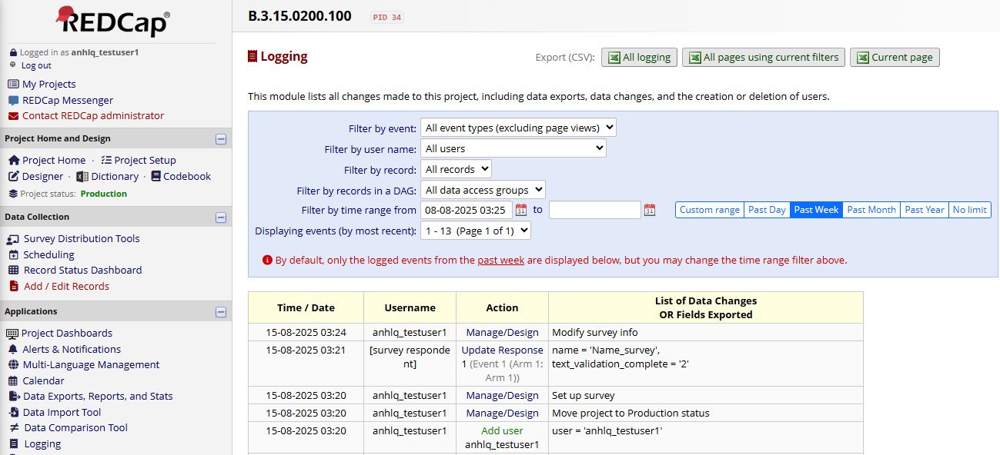 REDCap®
Logged in as anhlq_testuser1
Log out
My Projects
REDCap Messenger
Contact REDCap administrator
Project Home and Design
Project Home · Project Setup
Designer · Dictionary · Codebook
Project status: Production
Data Collection
Survey Distribution Tools
Scheduling
Record Status Dashboard
Add / Edit Records
Applications
Project Dashboards
Alerts & Notifications
Multi-Language Management
Calendar
Data Exports, Reports, and Stats
Data Import Tool
Data Comparison Tool
Logging
B.3.15.0200.100 PID 34
Logging
Export (CSV): All logging All pages using current filters Current page
This module lists all changes made to this project, including data exports, data changes, and the creation or deletion of users.
Filter by event: All event types (excluding page views)
Filter by user name: All users
Filter by record: All records
Filter by records in a DAG: All data access groups
Filter by time range from 08-08-2025 03:25 31 to 31 Custom range Past Day Past Week Past Month Past Year No limit
Displaying events (by most recent): 1 - 13 (Page 1 of 1)
By default, only the logged events from the past week are displayed below, but you may change the time range filter above.
Time / Date Username Action List of Data Changes
OR Fields Exported
15-08-2025 03:24 anhlq_testuser1 Manage/Design Modify survey info
15-08-2025 03:21 [survey responde Update Response name = 'Name_survey',
nt] 1 (Event 1 (Arm 1: text_validation_complete = '2'
Arm 1))
15-08-2025 03:20 anhlq_testuser1 Manage/Design Set up survey
15-08-2025 03:20 anhlq_testuser1 Manage/Design Move project to Production status
15-08-2025 03:20 anhlq_testuser1 Add user user = 'anhlq_testuser1'
anhlq_testuser1